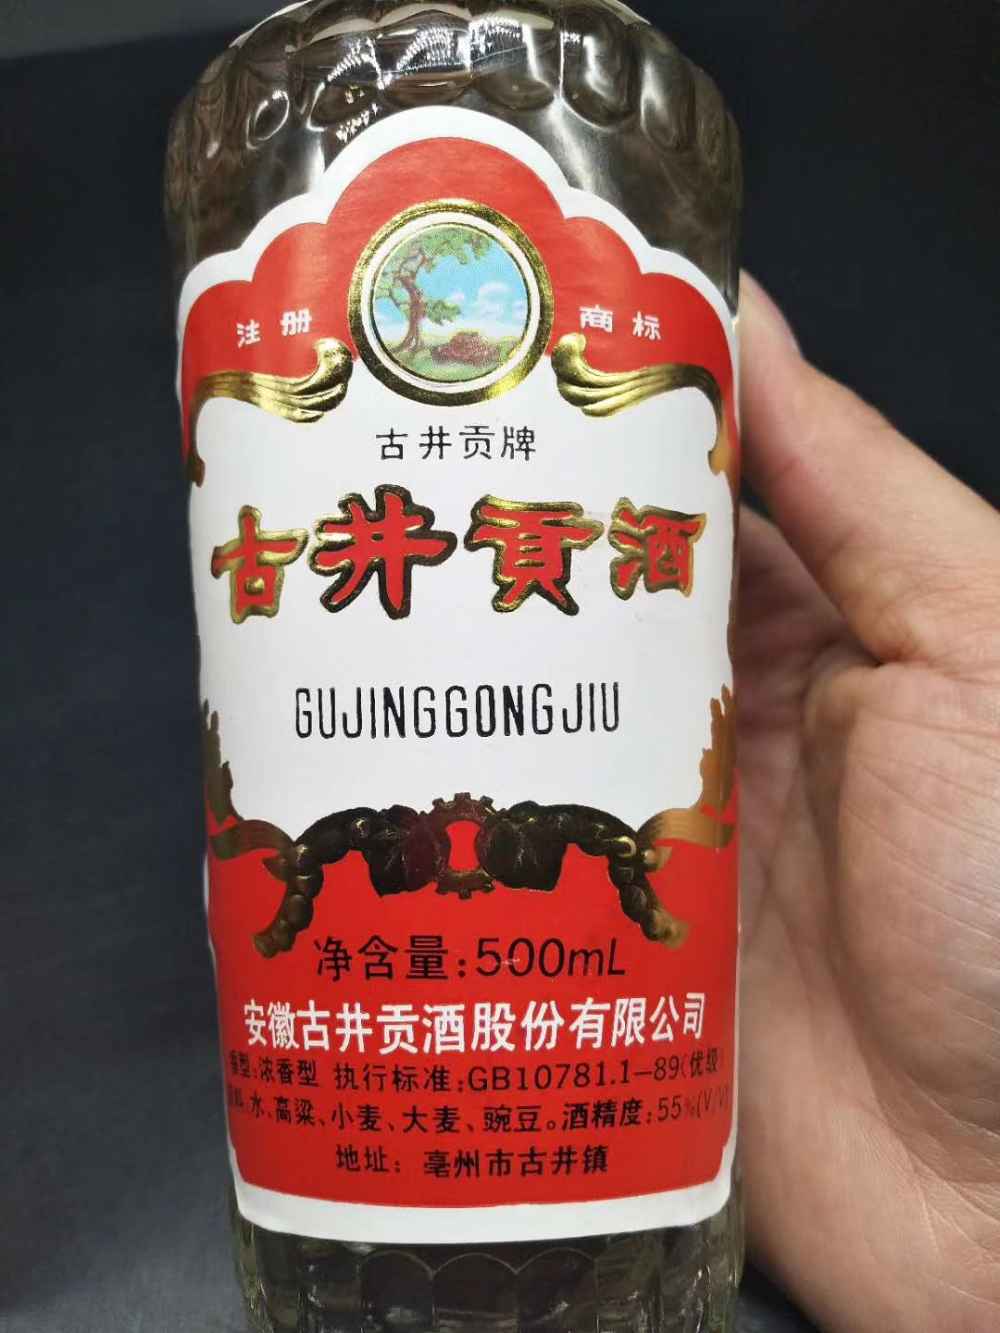 注册 商标
古井贡牌
古井贡酒
GUJINGGONGJIU
净含量:500mL
安徽古井贡酒股份有限公司
香型:浓香型 执行标准:GB10781.1-89(优级)
水、高粱、小麦、大麦、豌豆。酒精度:55%(V/V)
地址：亳州市古井镇